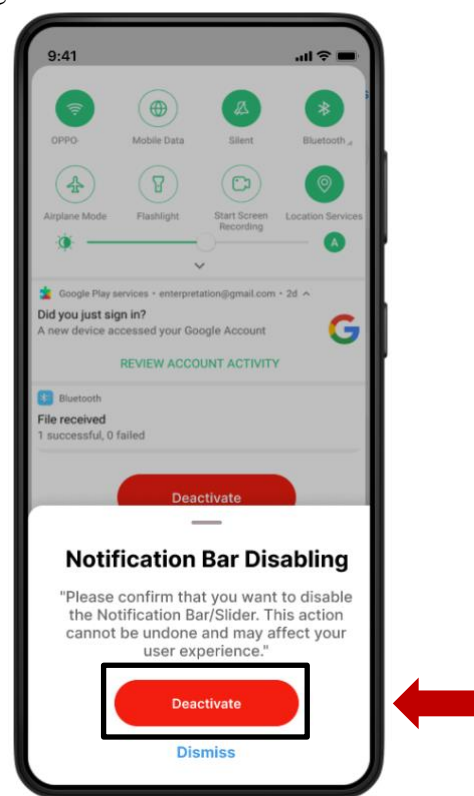 9:41
OPPO
Mobile Data
Silent
Bluetooth
Airplane Mode
Flashlight
Start Screen
Recording
Location Services
A
Google Play services • enterpretation@gmail.com • 2d
Did you just sign in?
A new device accessed your Google Account
G
REVIEW ACCOUNT ACTIVITY
Bluetooth
File received
1 successful, 0 failed
Deactivate
Notification Bar Disabling
"Please confirm that you want to disable
the Notification Bar/Slider. This action
cannot be undone and may affect your
user experience."
Deactivate
Dismiss